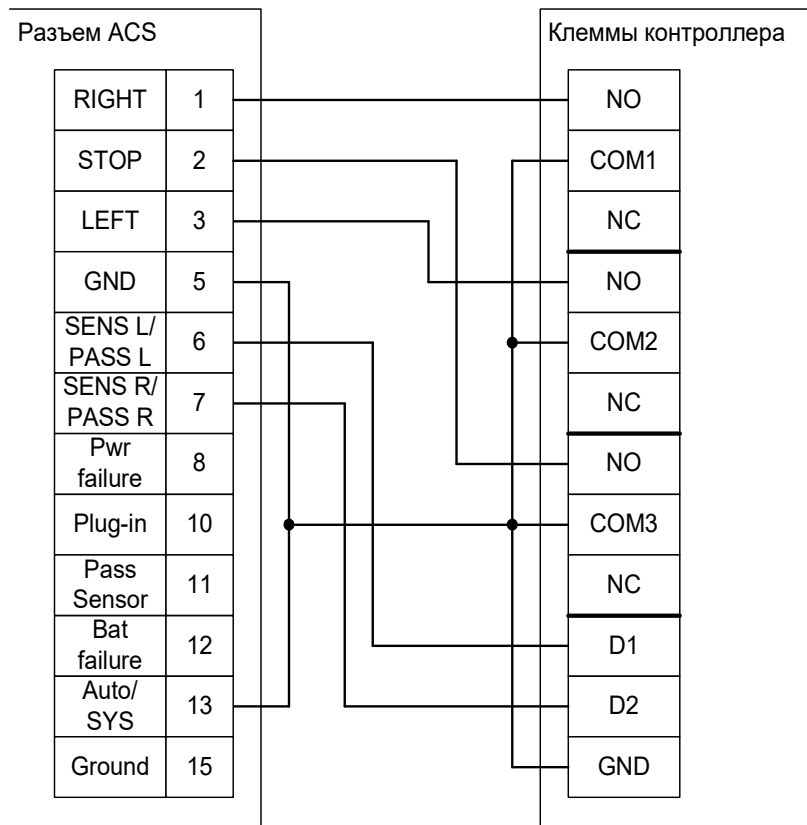 Разъем ACS
Клеммы контроллера
RIGHT 1
NO
STOP 2
COM1
LEFT 3
NC
GND 5
NO
SENS L/
PASS L 6
COM2
SENS R/
PASS R 7
NC
Pwr
failure 8
NO
Plug-in 10
COM3
Pass
Sensor 11
NC
Bat
failure 12
D1
Auto/
SYS 13
D2
Ground 15
GND